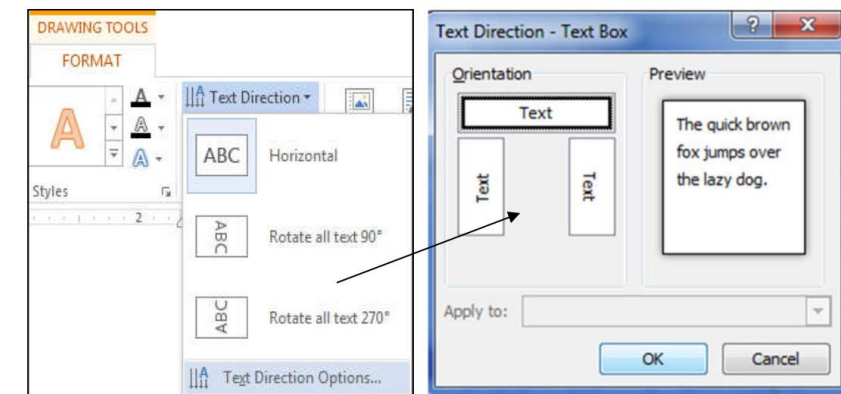 DRAWING TOOLS
FORMAT
A
A
A
A
Text Direction
Styles
2
ABC
Horizontal
ABC
Rotate all text 90°
ABC
Rotate all text 270°
Text Direction Options...
Text Direction - Text Box
?
X
Orientation
Text
Text
Text
Preview
The quick brown
fox jumps over
the lazy dog.
Apply to:
OK
Cancel